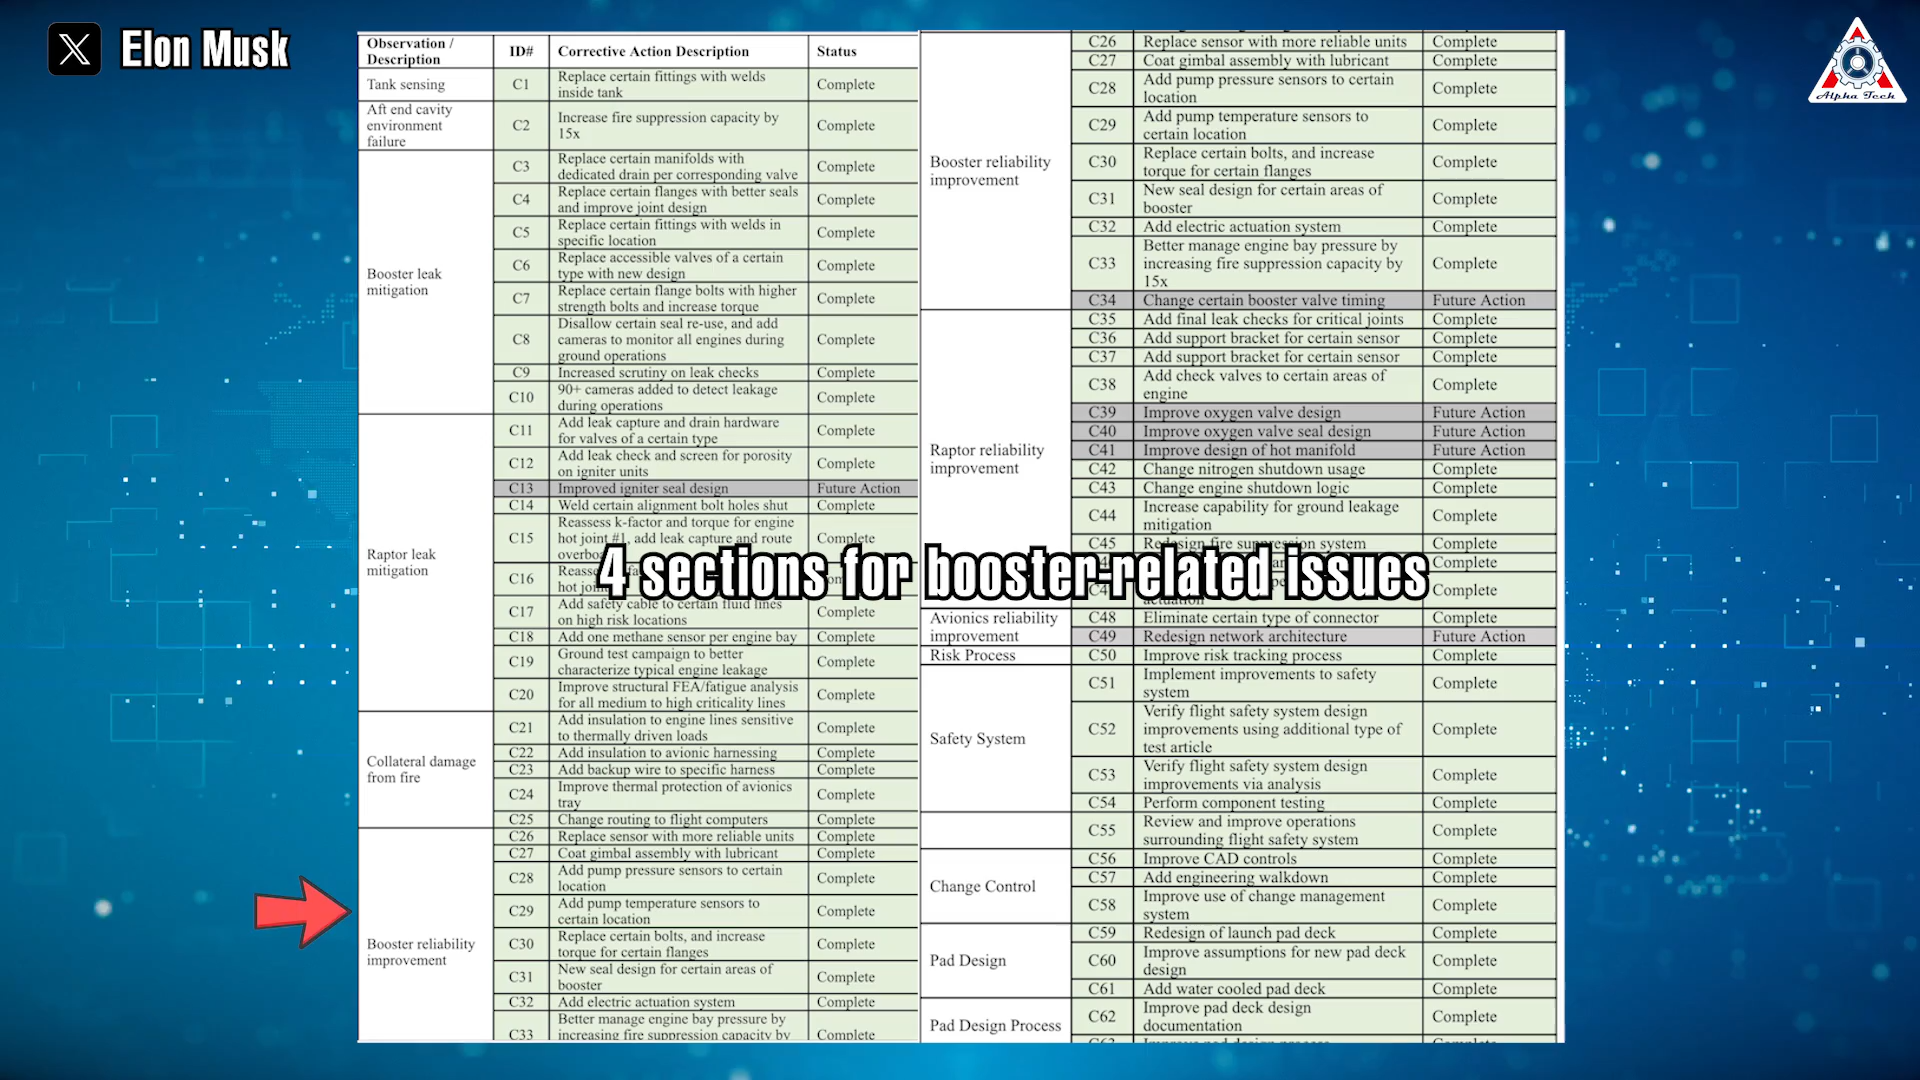 X
Elon Musk
Alpha Tech
Observation /
Description
ID#
Corrective Action Description
Status
Tank sensing
C1
Replace certain fittings with welds
inside tank
Complete
Aft end cavity
environment
failure
C2
Increase fire suppression capacity by
15x
Complete
Booster leak
mitigation
C3
Replace certain manifolds with
dedicated drain per corresponding valve
Complete
C4
Replace certain flanges with better seals
and improve joint design
Complete
C5
Replace certain fittings with welds in
specific location
Complete
C6
Replace accessible valves of a certain
type with new design
Complete
C7
Replace certain flange bolts with higher
strength bolts and increase torque
Complete
C8
Disallow certain seal re-use, and add
cameras to monitor all engines during
ground operations
Complete
C9
Increased scrutiny on leak checks
Complete
C10
90+ cameras added to detect leakage
during operations
Complete
Raptor leak
mitigation
C11
Add leak capture and drain hardware
for valves of a certain type
Complete
C12
Add leak check and screen for porosity
on igniter units
Complete
C13
Improved igniter seal design
Future Action
C14
Weld certain alignment bolt holes shut
Complete
C15
Reassess k-factor and torque for engine
hot joint #1, add leak capture and route
Complete
C16
hot
C17
Add safety cable to certain fluid lines
on high risk locations
Complete
C18
Add one methane sensor per engine bay
Complete
C19
Ground test campaign to better
characterize typical engine leakage
Complete
C20
Improve structural FEA/fatigue analysis
for all medium to high criticality lines
Complete
Collateral damage
from fire
C21
Add insulation to engine lines sensitive
to thermally driven loads
Complete
C22
Add insulation to avionic harnessing
Complete
C23
Add backup wire to specific harness
Complete
C24
Improve thermal protection of avionics
tray
Complete
C25
Change routing to flight computers
Complete
Booster reliability
improvement
C26
Replace sensor with more reliable units
Complete
C27
Coat gimbal assembly with lubricant
Complete
C28
Add pump pressure sensors to certain
location
Complete
C29
Add pump temperature sensors to
certain location
Complete
C30
Replace certain bolts, and increase
torque for certain flanges
Complete
C31
New seal design for certain areas of
booster
Complete
C32
Add electric actuation system
Complete
C33
Better manage engine bay pressure by
increasing fire suppression capacity by
Complete
Booster reliability
improvement
C26
Replace sensor with more reliable units
Complete
C27
Coat gimbal assembly with lubricant
Complete
C28
Add pump pressure sensors to certain
location
Complete
C29
Add pump temperature sensors to
certain location
Complete
C30
Replace certain bolts, and increase
torque for certain flanges
Complete
C31
New seal design for certain areas of
booster
Complete
C32
Add electric actuation system
Complete
C33
Better manage engine bay pressure by
increasing fire suppression capacity by
15x
Complete
C34
Change certain booster valve timing
Future Action
Raptor reliability
improvement
C35
Add final leak checks for critical joints
Complete
C36
Add support bracket for certain sensor
Complete
C37
Add support bracket for certain sensor
Complete
C38
Add check valves to certain areas of
engine
Complete
C39
Improve oxygen valve design
Future Action
C40
Improve oxygen valve seal design
Future Action
C41
Improve design of hot manifold
Future Action
C42
Change nitrogen shutdown usage
Complete
C43
Change engine shutdown logic
Complete
C44
Increase capability for ground leakage
mitigation
Complete
C45
Redesign fire suppression system
Complete
Complete
Complete
4 sections for booster-related issues
Avionics reliability
improvement
C48
Eliminate certain type of connector
Complete
C49
Redesign network architecture
Future Action
Risk Process
C50
Improve risk tracking process
Complete
Safety System
C51
Implement improvements to safety
system
Complete
C52
Verify flight safety system design
improvements using additional type of
test article
Complete
C53
Verify flight safety system design
improvements via analysis
Complete
C54
Perform component testing
Complete
C55
Review and improve operations
surrounding flight safety system
Complete
Change Control
C56
Improve CAD controls
Complete
C57
Add engineering walkdown
Complete
C58
Improve use of change management
system
Complete
Pad Design
C59
Redesign of launch pad deck
Complete
C60
Improve assumptions for new pad deck
design
Complete
C61
Add water cooled pad deck
Complete
Pad Design Process
C62
Improve pad deck design
documentation
Complete